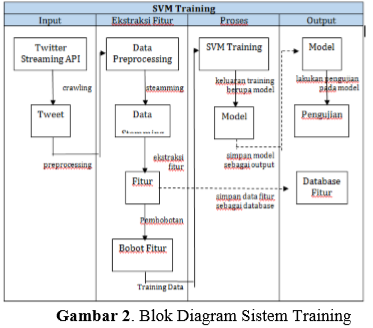 SVM Training
Input
Ekstraksi Fitur
Proses
Output
Twitter
Streaming API
crawling
Tweet
preprocessing
Data
Preprocessing
steamming
Data
ekstraksi
fitur
Fitur
Pembobotan
Bobot Fitur
Training Data
SVM Training
keluaran training
berupa model
Model
simpan model
sebagai output
simpan data fitur
sebagai database
Model
lakukan pengujian
pada model
Pengujian
Database
Fitur
Gambar 2. Blok Diagram Sistem Training